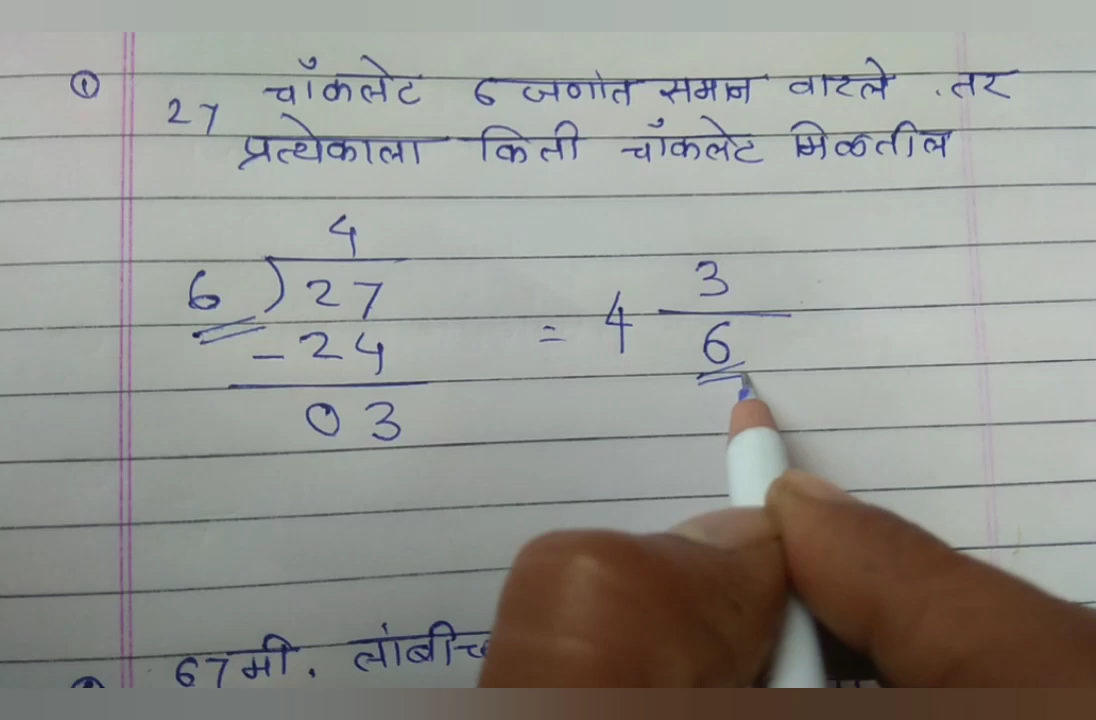 ① 27 चॉकलेट 6 जणांत समान वाटले . तर
प्रत्येकाला किती चॉकलेट मिळतील
4
6 ) 27 = 4 3/6
- 24
03
67 मी. लांबीच